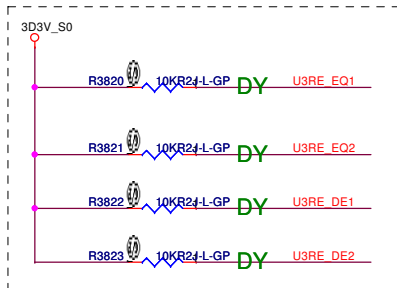 3D3V_S0
R3820 10KR2J-L-GP DY U3RE_EQ1
R3821 10KR2J-L-GP DY U3RE_EQ2
R3822 10KR2J-L-GP DY U3RE_DE1
R3823 10KR2J-L-GP DY U3RE_DE2